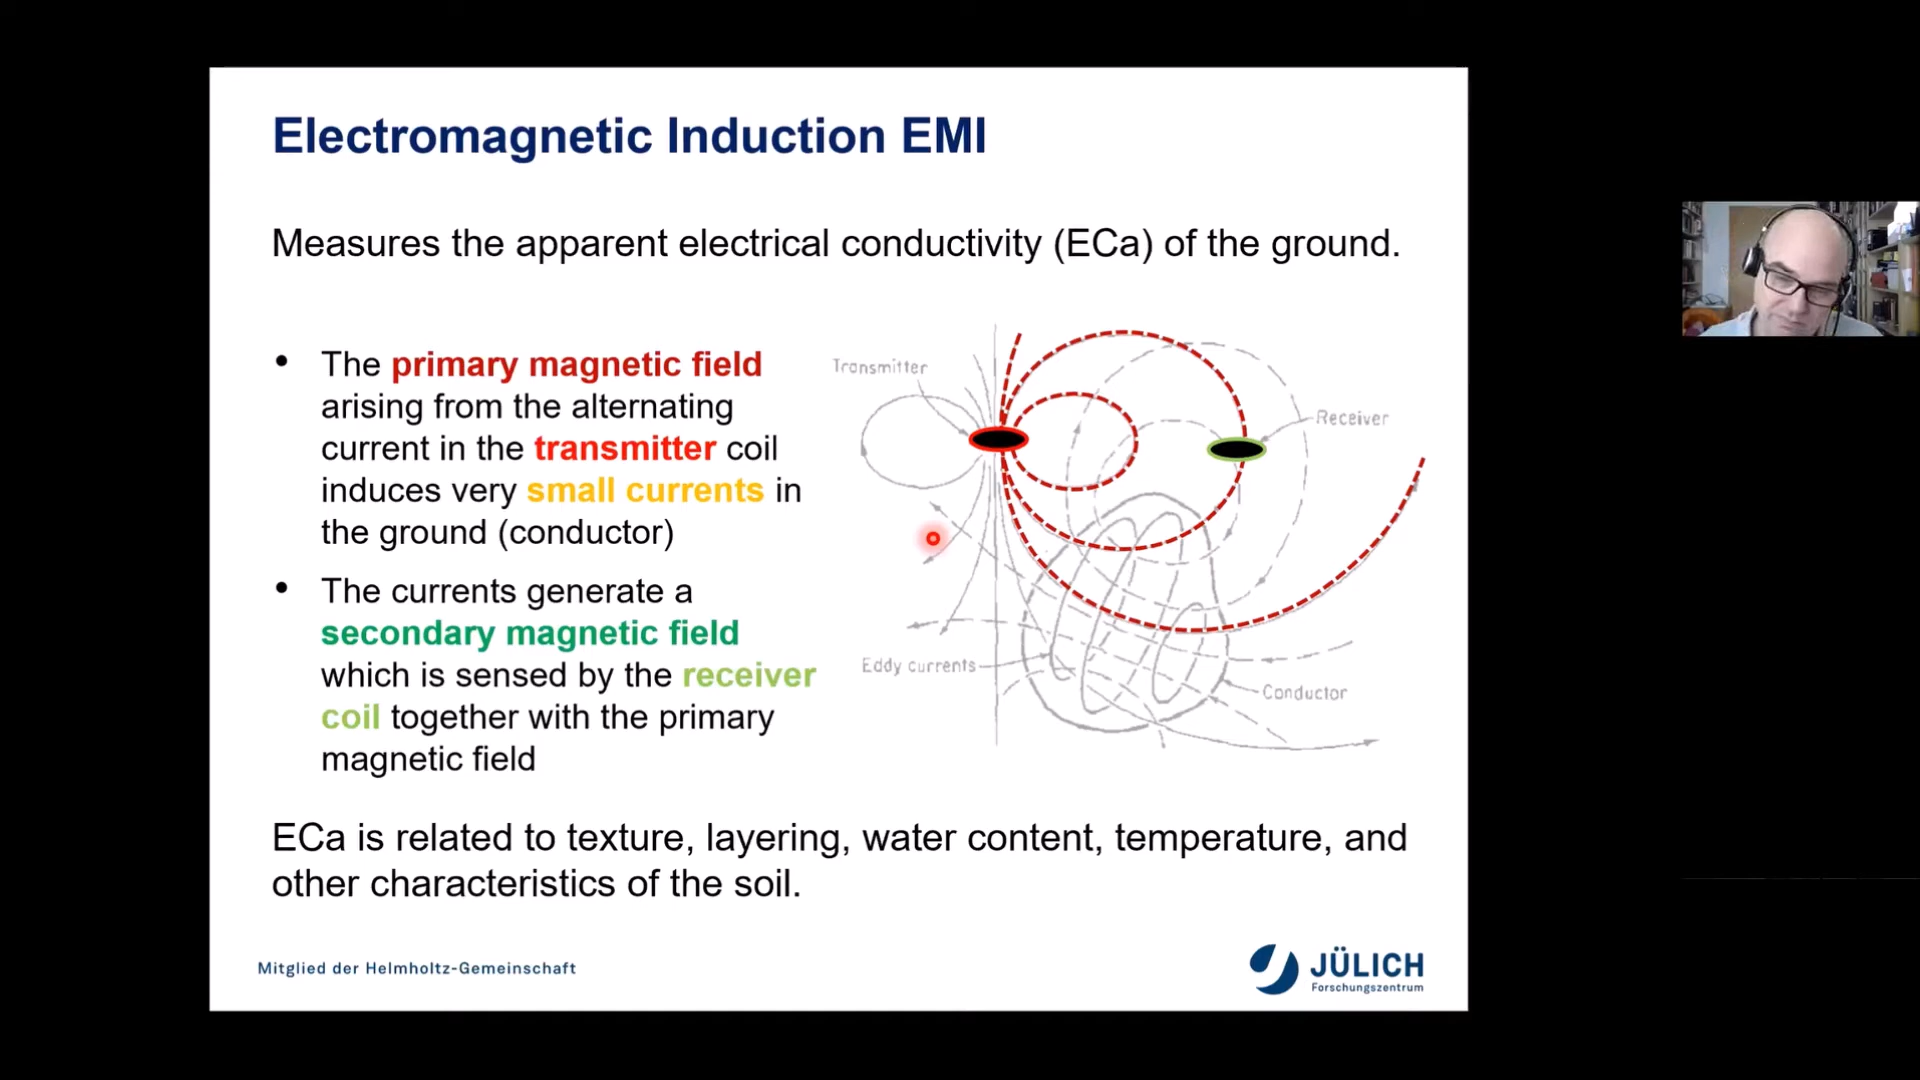 Electromagnetic Induction EMI
Measures the apparent electrical conductivity (ECa) of the ground.
• The primary magnetic field
arising from the alternating
current in the transmitter coil
induces very small currents in
the ground (conductor)
• The currents generate a
secondary magnetic field
which is sensed by the receiver
coil together with the primary
magnetic field
Transmitter
Receiver
Eddy currents
Conductor
ECa is related to texture, layering, water content, temperature, and
other characteristics of the soil.
Mitglied der Helmholtz-Gemeinschaft
JÜLICH
Forschungszentrum